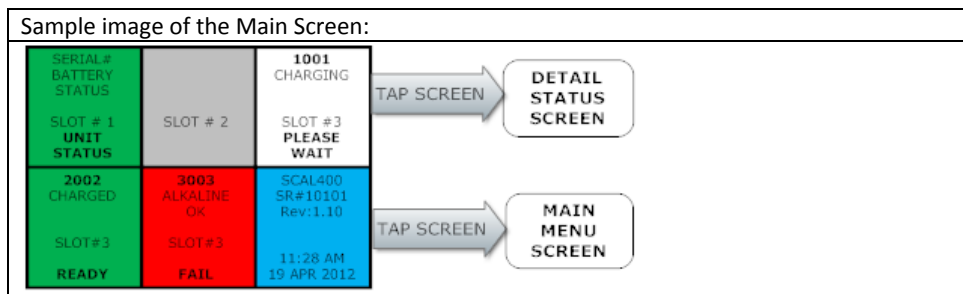 Sample image of the Main Screen:
SERIAL#
BATTERY
STATUS
SLOT # 1
UNIT
STATUS
SLOT # 2
1001
CHARGING
SLOT #3
PLEASE
WAIT
TAP SCREEN
DETAIL
STATUS
SCREEN
2002
CHARGED
SLOT#3
READY
3003
ALKALINE
OK
SLOT#3
FAIL
SCAL400
SR#10101
Rev:1.10
11:28 AM
19 APR 2012
TAP SCREEN
MAIN
MENU
SCREEN